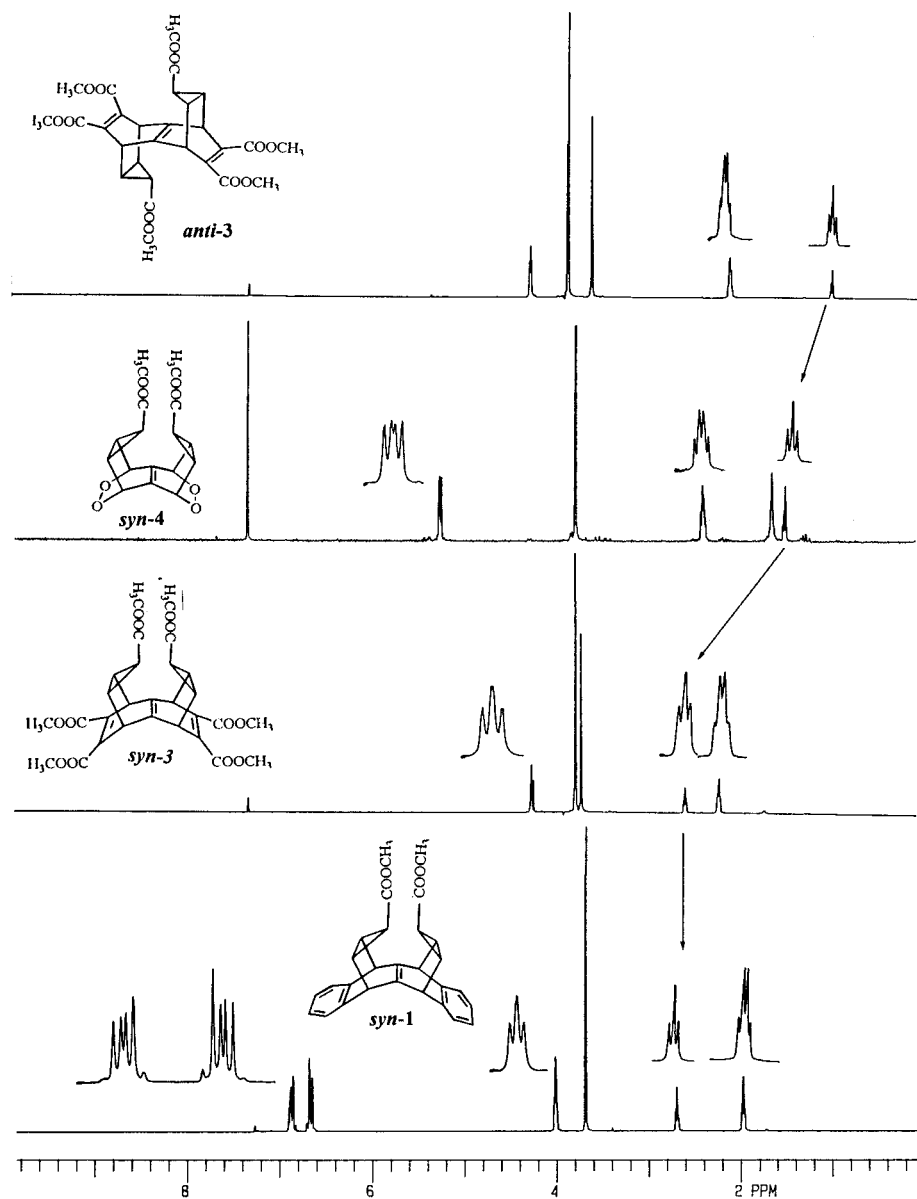 H₃COOC
H₃COOC
I₃COOC
COOCH₃
COOCH₃
H₃COOC
anti-3
H₃COOC
H₃COOC
O
O
O
O
syn-4
H₃COOC
H₃COOC
H₃COOC
H₃COOC
COOCH₃
COOCH₃
syn-3
COOCH₃
COOCH₃
syn-1
8
6
4
2 PPM